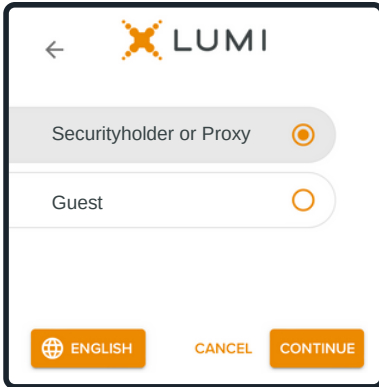 LUMI
Securityholder or Proxy
Guest
ENGLISH CANCEL CONTINUE